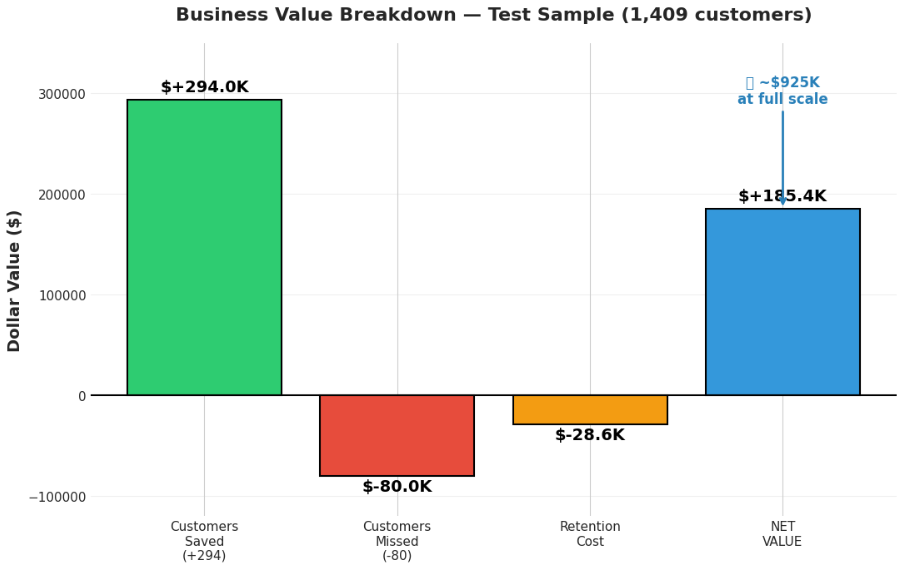 Business Value Breakdown — Test Sample (1,409 customers)
Dollar Value ($)
300000
200000
100000
0
−100000
$+294.0K
$-80.0K
$-28.6K
$+185.4K
~$925K
at full scale
Customers
Saved
(+294)
Customers
Missed
(-80)
Retention
Cost
NET
VALUE